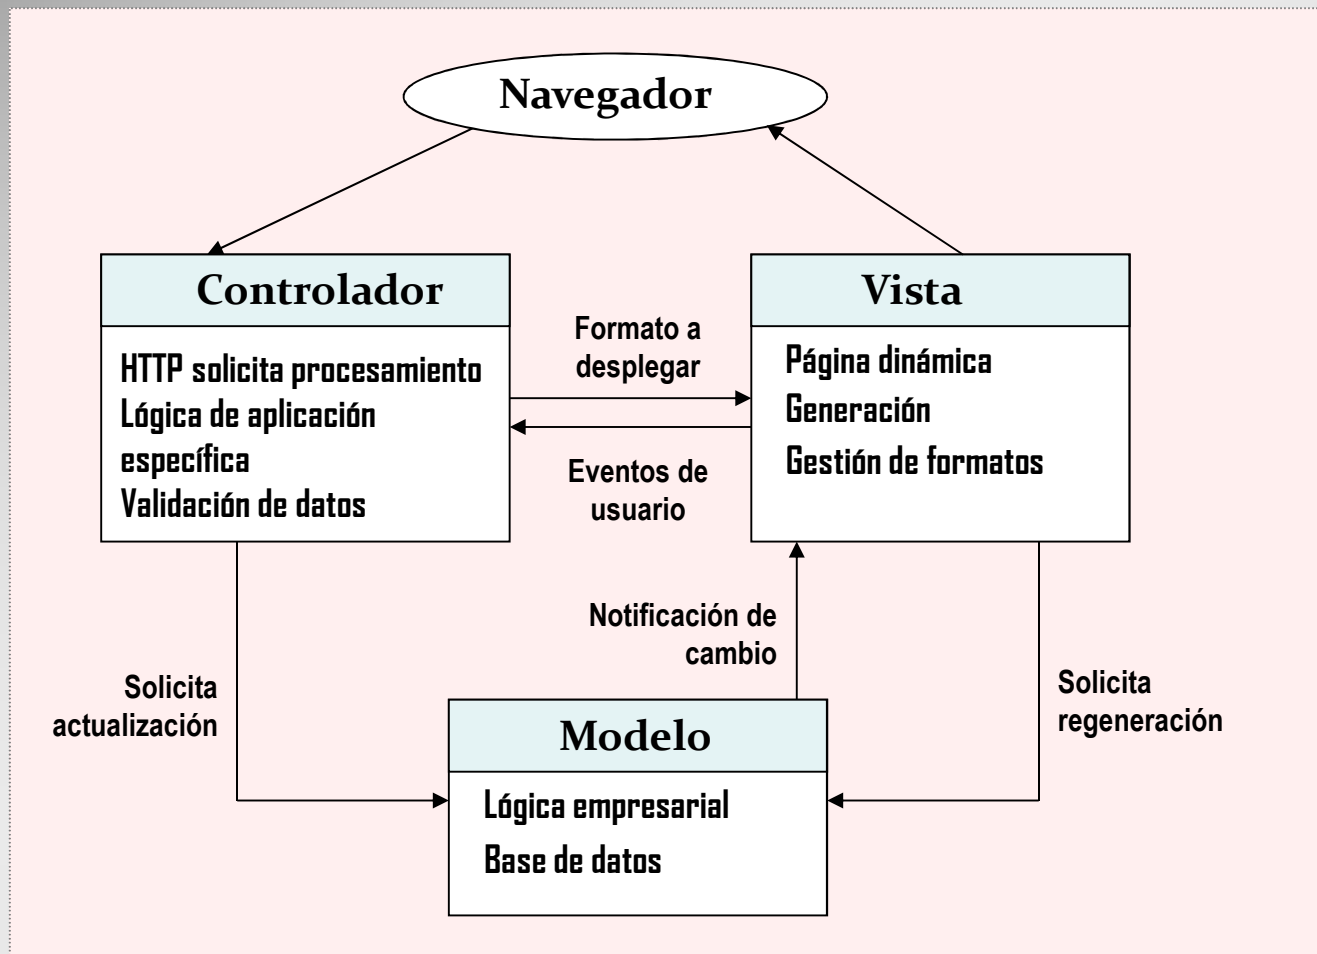 Navegador
Controlador
HTTP solicita procesamiento
Lógica de aplicación
específica
Validación de datos
Formato a
desplegar
Eventos de
usuario
Vista
Página dinámica
Generación
Gestión de formatos
Notificación de
cambio
Solicita
actualización
Solicita
regeneración
Modelo
Lógica empresarial
Base de datos